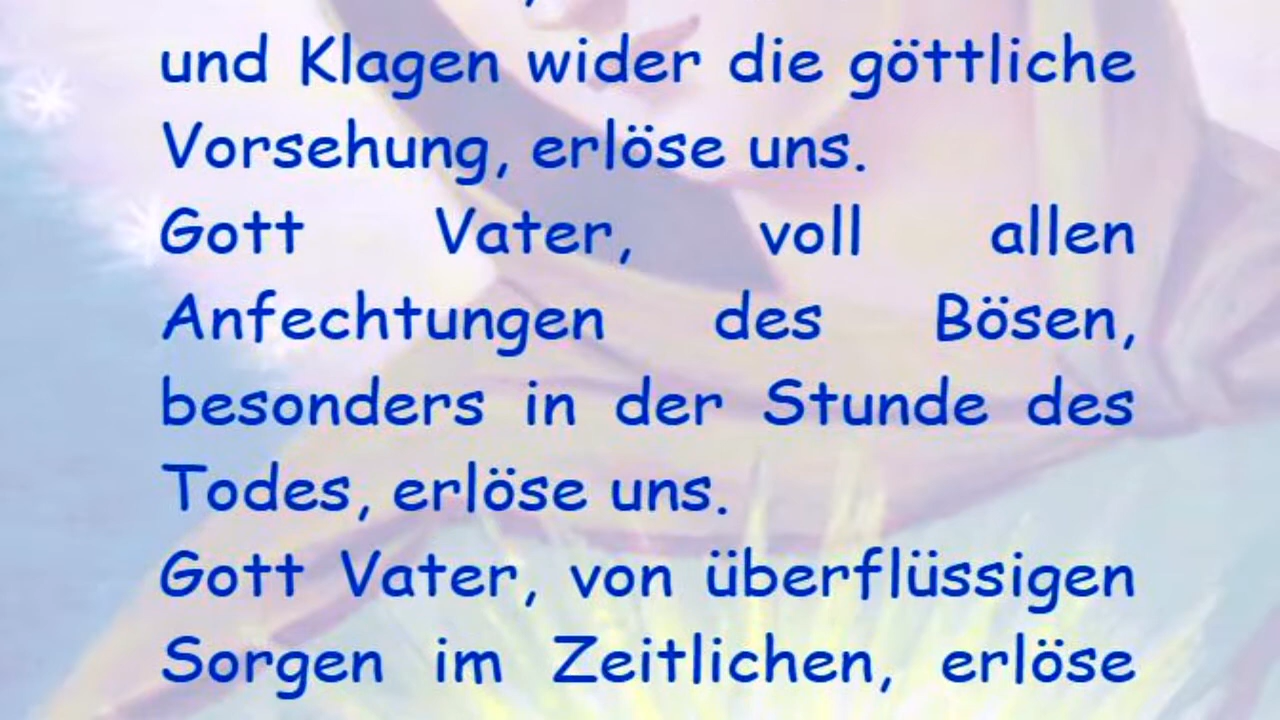 und Klagen wider die göttliche
Vorsehung, erlöse uns.
Gott Vater, voll allen
Anfechtungen des Bösen,
besonders in der Stunde des
Todes, erlöse uns.
Gott Vater, von überflüssigen
Sorgen im Zeitlichen, erlöse